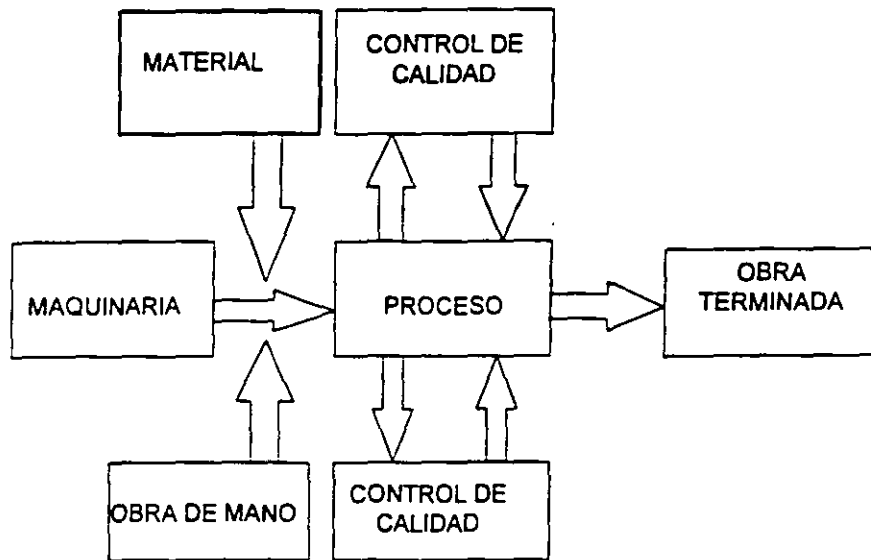 MATERIAL
CONTROL DE
CALIDAD
MAQUINARIA
PROCESO
OBRA
TERMINADA
OBRA DE MANO
CONTROL DE
CALIDAD